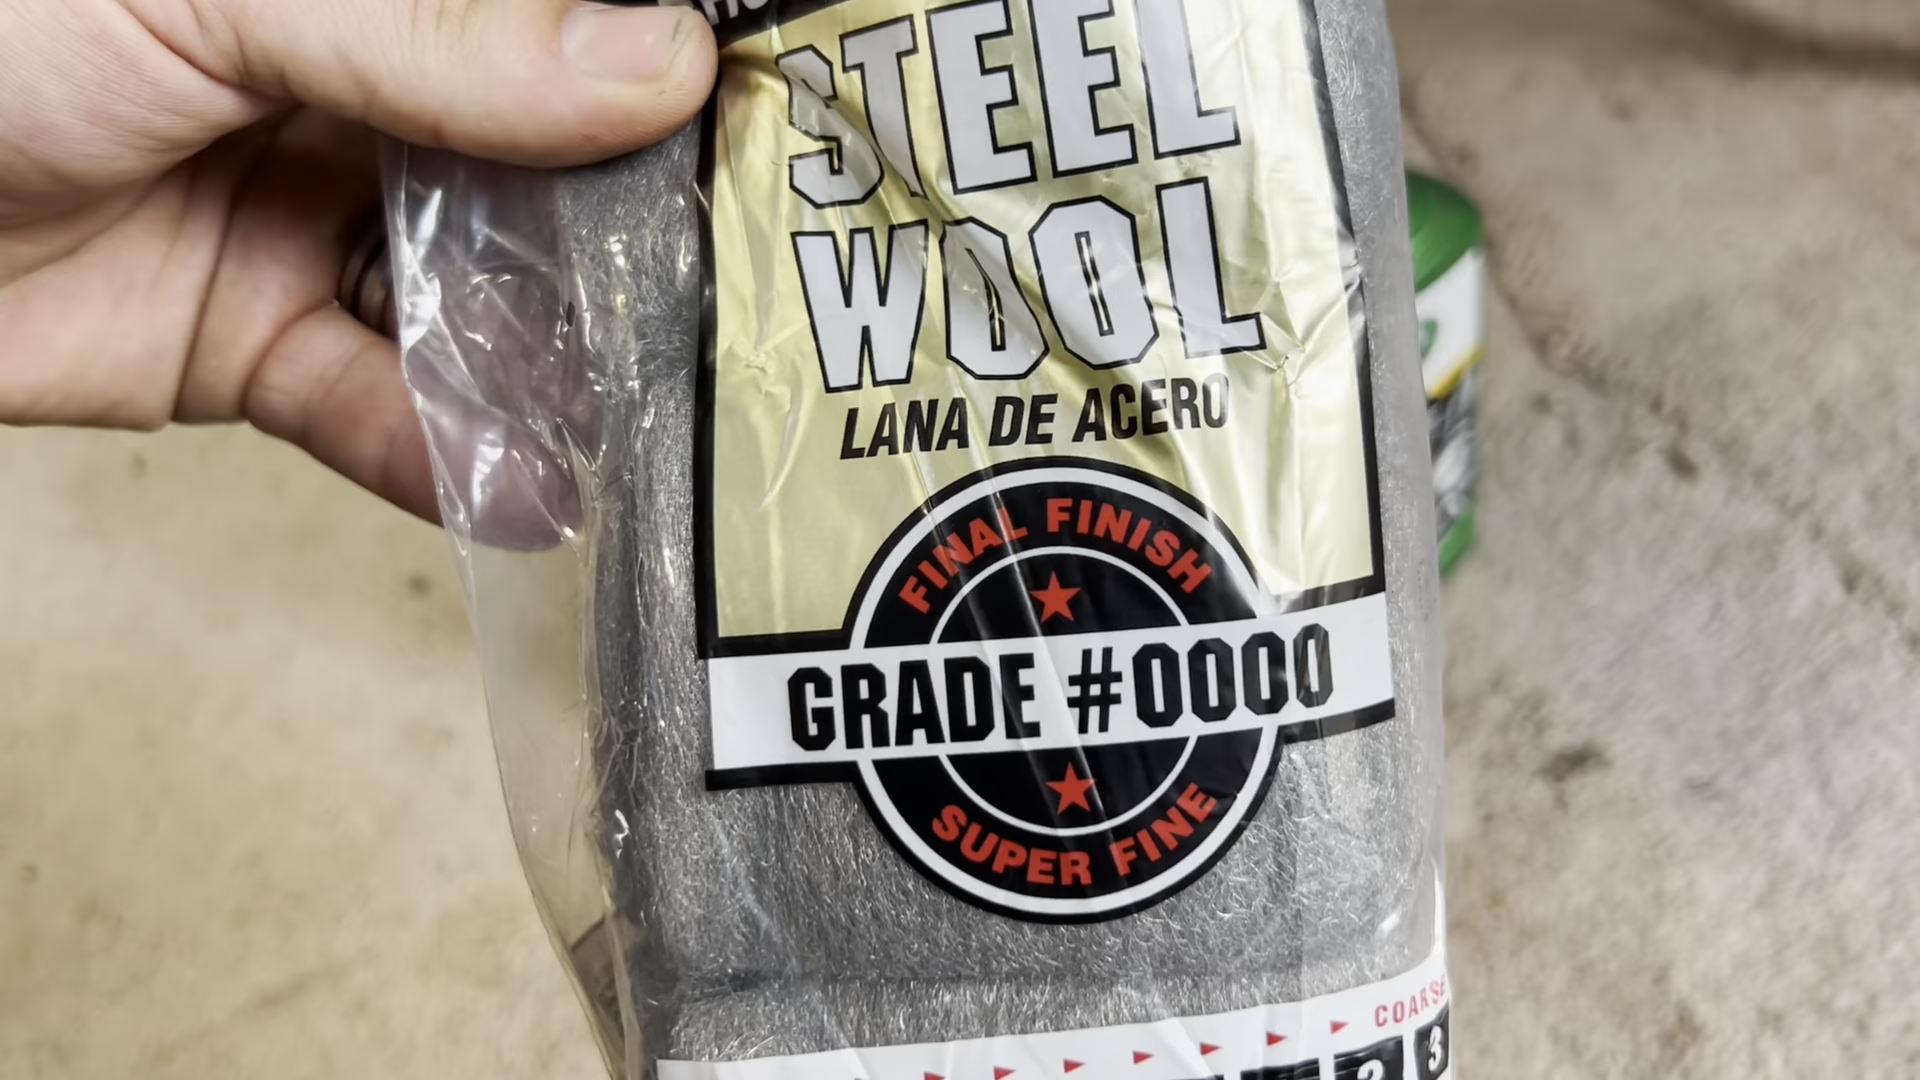 STEEL
WOOL
LANA DE ACERO
FINAL FINISH
GRADE #0000
SUPER FINE
COARSE
2 3